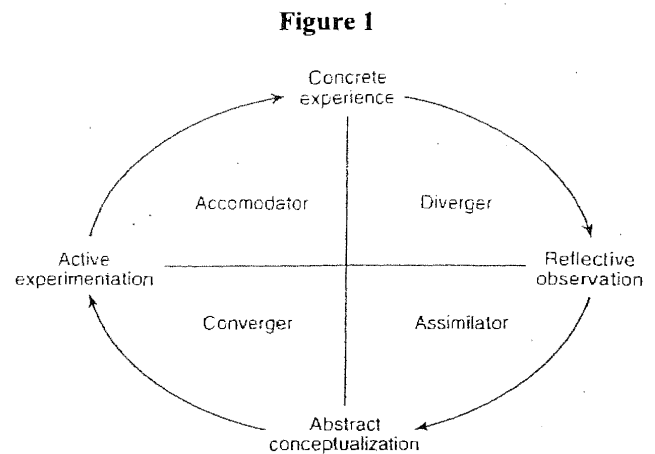 Figure 1
Concrete
experience
Accomodator
Diverger
Active
experimentation
Reflective
observation
Converger
Assimilator
Abstract
conceptualization